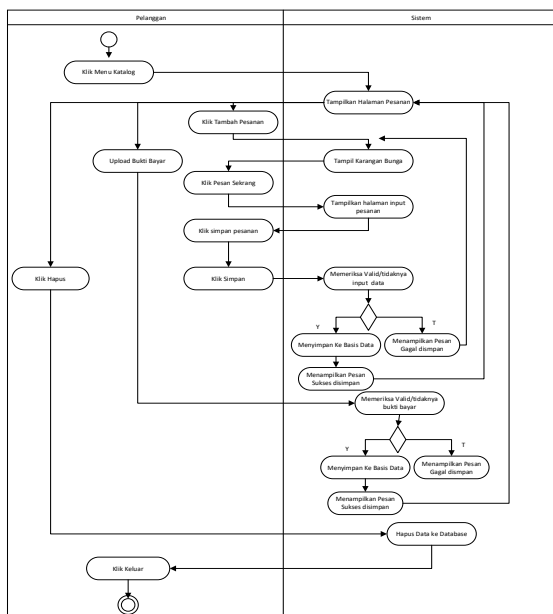 Pelanggan
Sistem
Klik Menu Katalog
Tampilkan Halaman Pesanan
Klik Tambah Pesanan
Upload Bukti Bayar
Tampil Karangan Bunga
Klik Pesan Sekrang
Tampilkan halaman input
pesanan
Klik simpan pesanan
Klik Hapus
Klik Simpan
Memeriksa Valid/tidaknya
input data
Y
T
Menyimpan Ke Basis Data
Menampilkan Pesan
Gagal dismpan
Menampilkan Pesan
Sukses disimpan
Memeriksa Valid/tidaknya
bukti bayar
Y
T
Menyimpan Ke Basis Data
Menampilkan Pesan
Gagal dismpan
Menampilkan Pesan
Sukses disimpan
Hapus Data ke Database
Klik Keluar